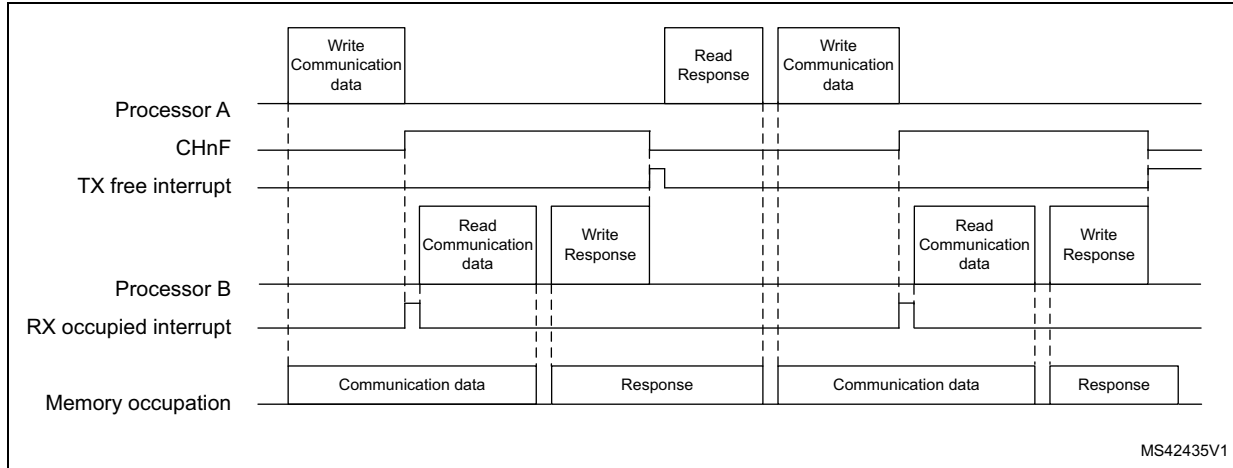 Write
Communication
data
Read
Response
Write
Communication
data
Processor A
CHnF
TX free interrupt
Read
Communication
data
Write
Response
Read
Communication
data
Write
Response
Processor B
RX occupied interrupt
Communication data
Response
Communication data
Response
Memory occupation
MS42435V1